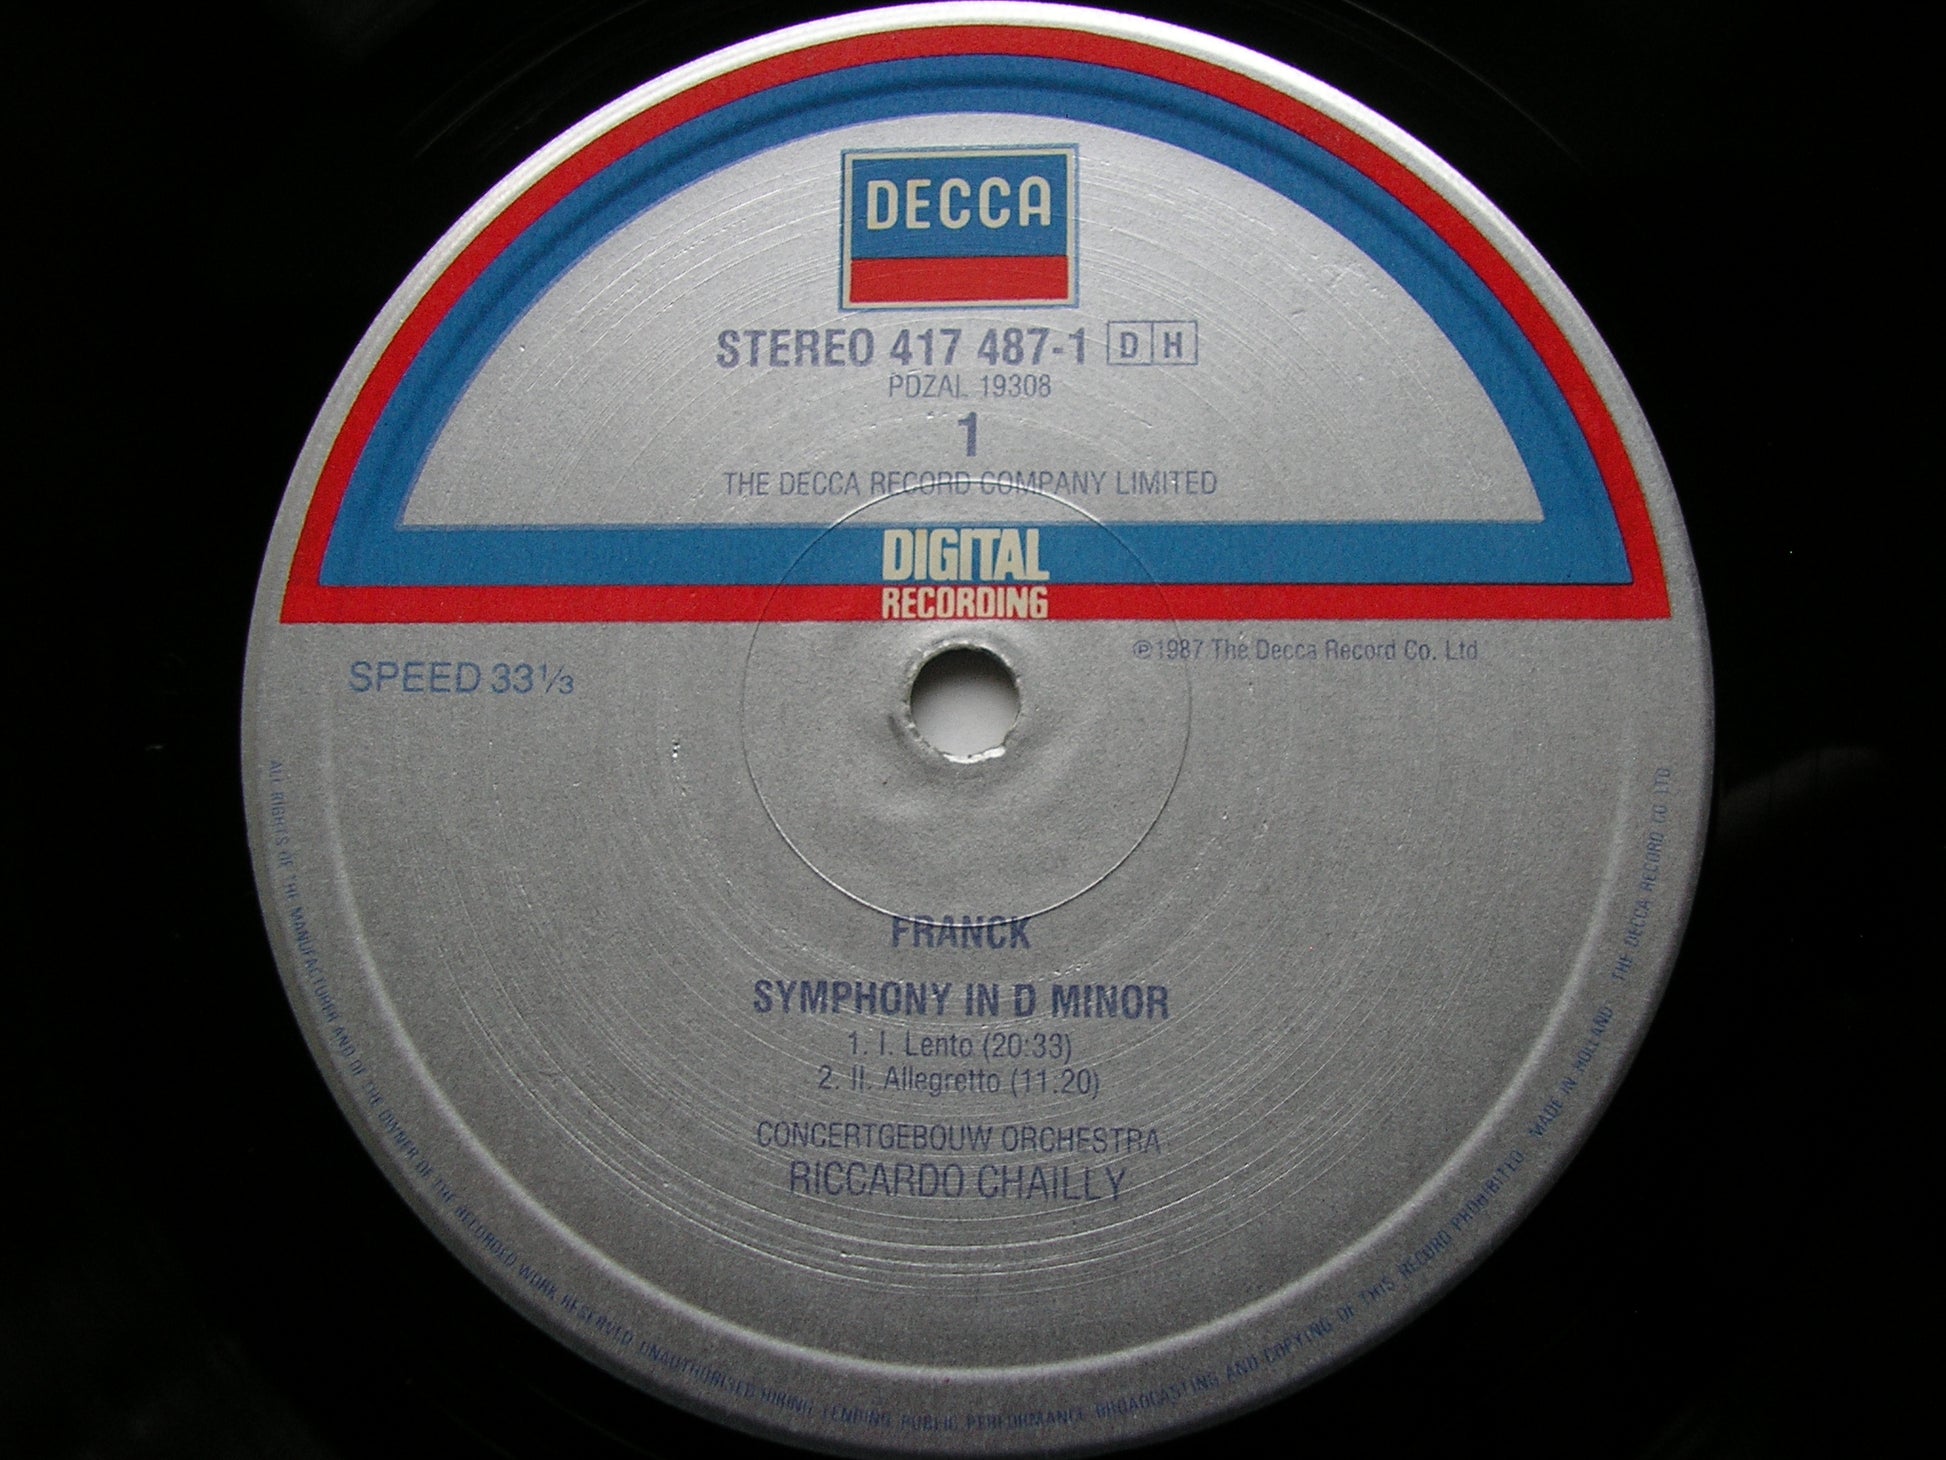 DECCA
STEREO 417 487-1 D H
PDZAL 19308
1
THE DECCA RECORD COMPANY LIMITED
DIGITAL
RECORDING
℗1987 The Decca Record Co. Ltd
SPEED 33⅓
FRANCK
SYMPHONY IN D MINOR
1. I. Lento (20:33)
2. II. Allegretto (11.20)
CONCERTGEBOUW ORCHESTRA
RICCARDO CHAILLY
ALL RIGHTS OF THE MANUFACTURER AND OF THE OWNER OF THE RECORDED WORK RESERVED. UNAUTHORISED HIRING LENDING PUBLIC PERFORMANCE BROADCASTING AND COPYING OF THIS RECORD PROHIBITED. MADE IN HOLLAND THE DECCA RECORD CO LTD